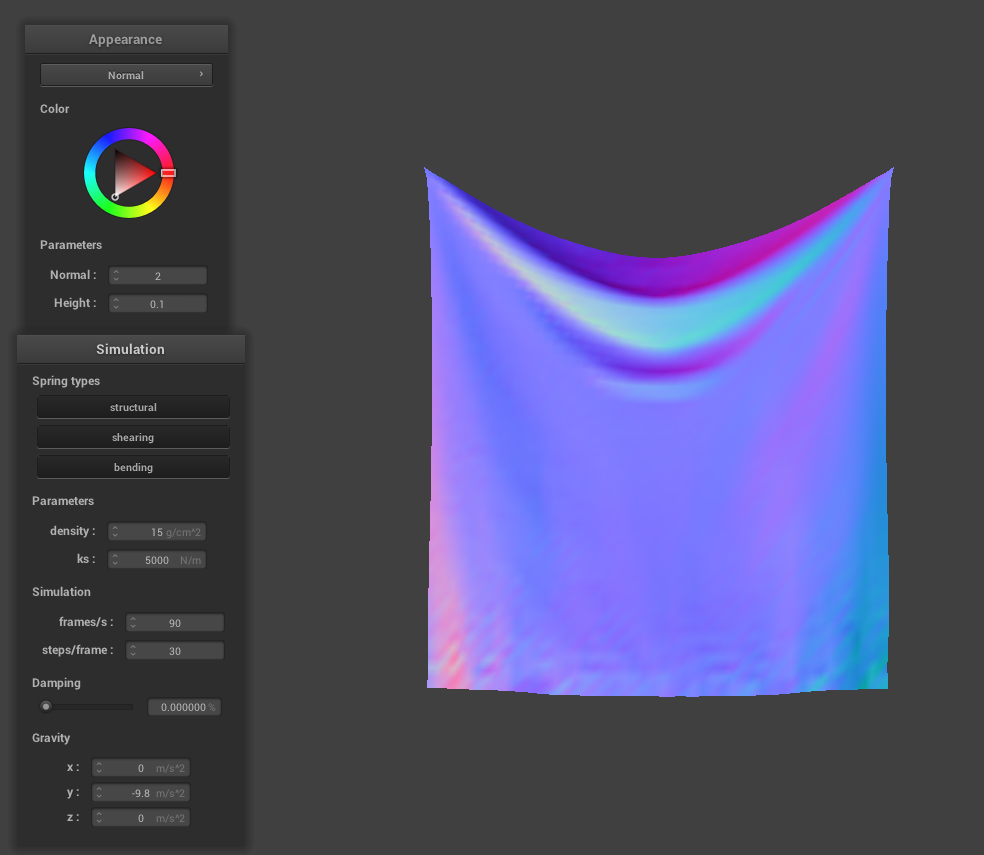 Appearance
Normal ›
Color
Parameters
Normal : 2
Height : 0.1
Simulation
Spring types
structural
shearing
bending
Parameters
density : 15 g/cm^2
ks : 5000 N/m
Simulation
frames/s : 90
steps/frame : 30
Damping
0.000000 %
Gravity
x : 0 m/s^2
y : -9.8 m/s^2
z : 0 m/s^2